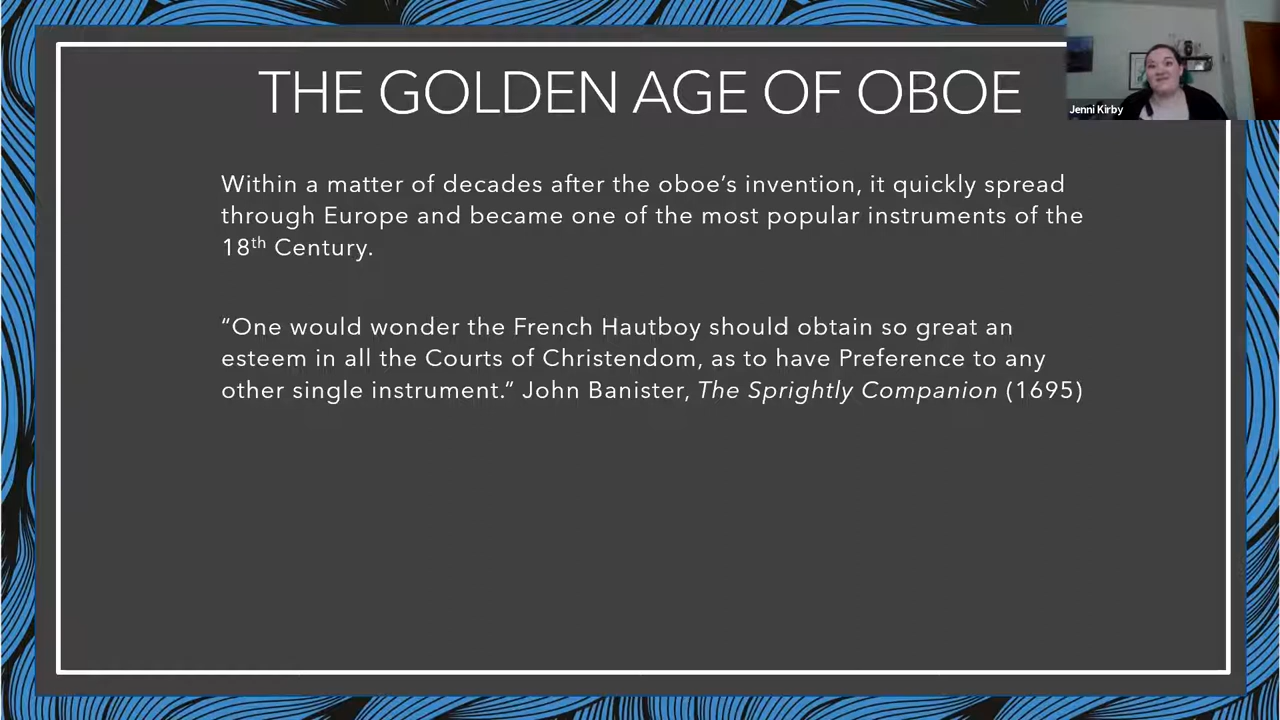 THE GOLDEN AGE OF OBOE
Jenni Kirby
Within a matter of decades after the oboe’s invention, it quickly spread
through Europe and became one of the most popular instruments of the
18th Century.
“One would wonder the French Hautboy should obtain so great an
esteem in all the Courts of Christendom, as to have Preference to any
other single instrument.“ John Banister, The Sprightly Companion (1695)